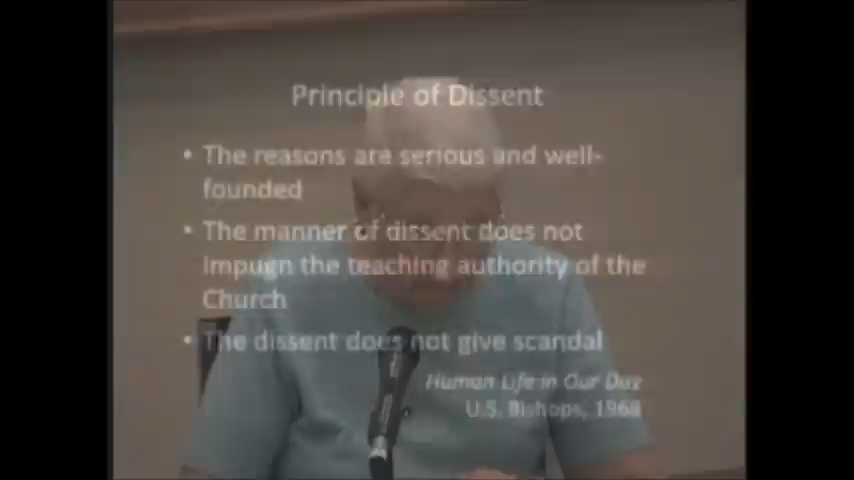 Principle of Dissent
• The reasons are serious and well-
founded
• The manner of dissent does not
impugn the teaching authority of the
Church
• The dissent does not give scandal
Human Life in Our Day
U.S. Bishops, 1968